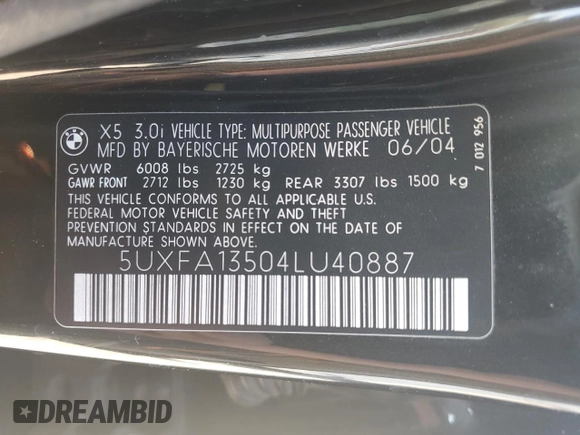 X5 3.0i VEHICLE TYPE: MULTIPURPOSE PASSENGER VEHICLE
MFD BY BAYERISCHE MOTOREN WERKE 06/04
GVWR 6008 lbs 2725 kg
GAWR FRONT 2712 lbs 1230 kg REAR 3307 lbs 1500 kg
THIS VEHICLE CONFORMS TO ALL APPLICABLE U.S.
FEDERAL MOTOR VEHICLE SAFETY AND THEFT
PREVENTION STANDARDS IN EFFECT ON THE DATE OF
MANUFACTURE SHOWN ABOVE.
5UXFA13504LU40887
7 012 956
BMW
DREAMBID